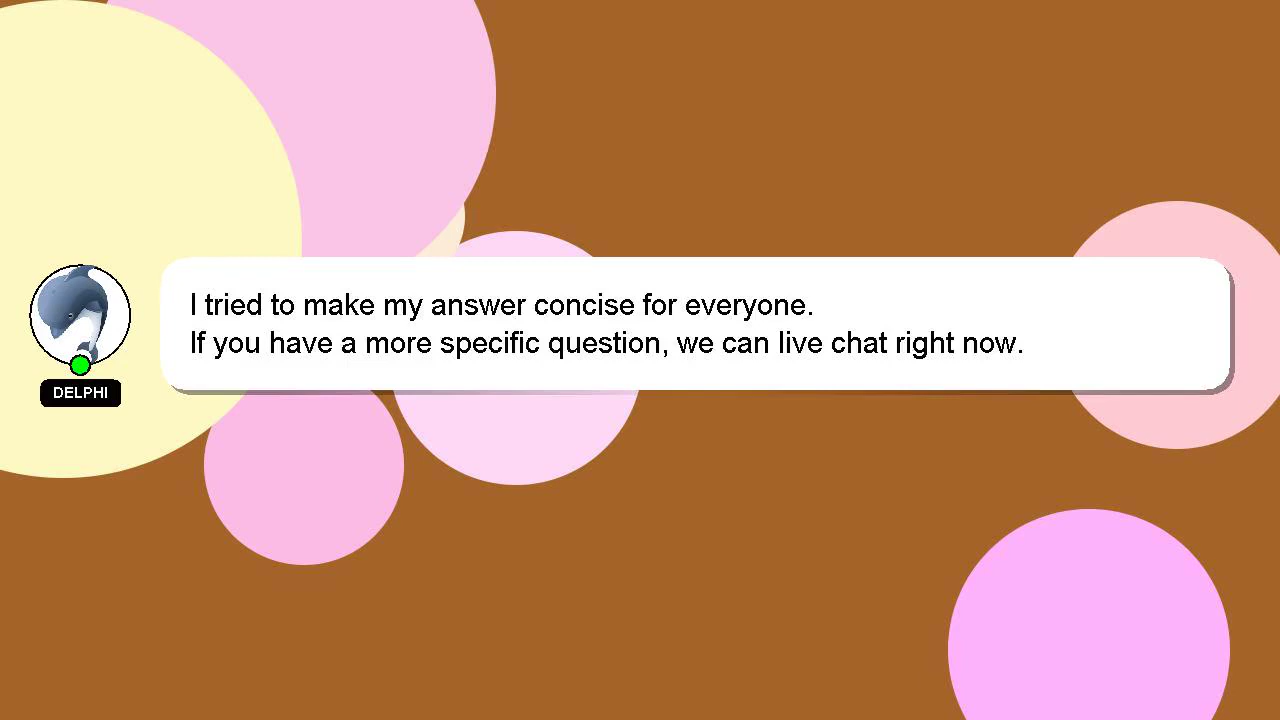 I tried to make my answer concise for everyone.
If you have a more specific question, we can live chat right now.
DELPHI